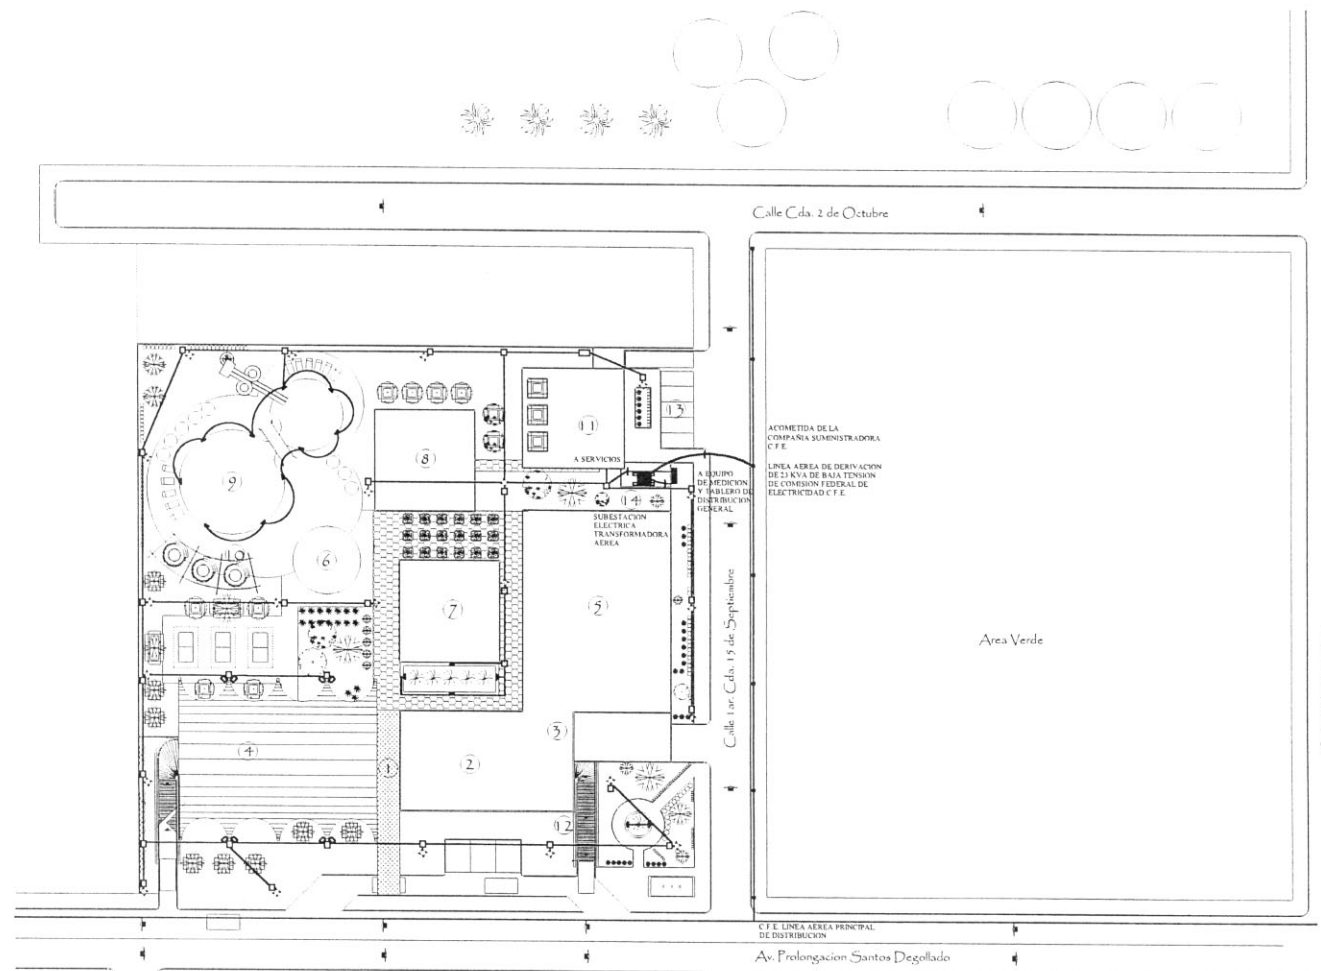 Calle Cda. 2 de Octubre
ACOMETIDA DE LA
COMPAÑIA SUMINISTRADORA
C.F.E.
LINEA AEREA DE DERIVACION
DE 23 KVA DE BAJA TENSION
DE COMISION FEDERAL DE
ELECTRICIDAD C.F.E.
13
11
A SERVICIOS
8
9
A EQUIPO
DE MEDICION
Y TABLERO DE
DISTRIBUCION
GENERAL
14
SUBESTACION
ELECTRICA
TRANSFORMADORA
AEREA
10
6
7
5
Calle 1ar. Cda. 15 de Septiembre
Area Verde
3
4
1
2
12
C.F.E. LINEA AEREA PRINCIPAL
DE DISTRIBUCION
Av. Prolongacion Santos Degollado